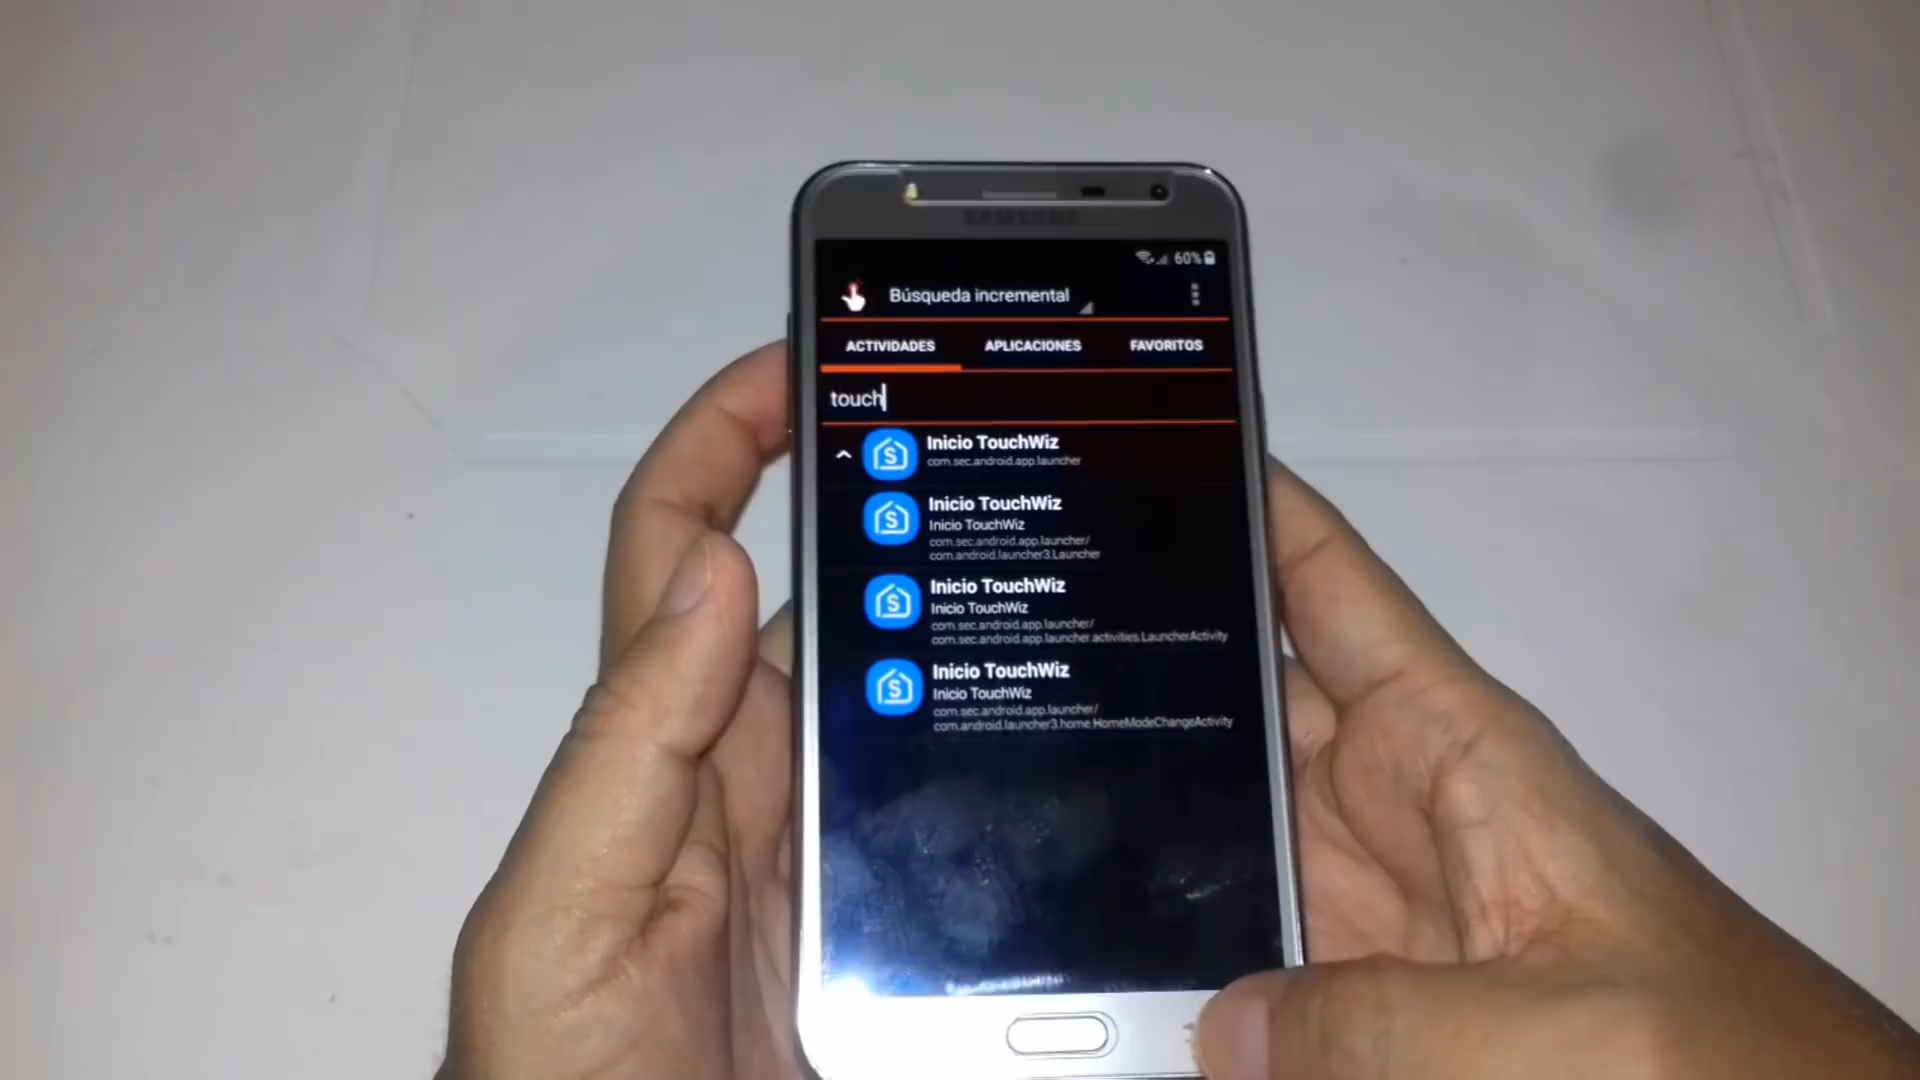 SAMSUNG
60%
Búsqueda incremental
ACTIVIDADES APLICACIONES FAVORITOS
touch
Inicio TouchWiz
com.sec.android.app.launcher
Inicio TouchWiz
Inicio TouchWiz
com.sec.android.app.launcher/
com.android.launcher3.Launcher
Inicio TouchWiz
Inicio TouchWiz
com.sec.android.app.launcher/
com.sec.android.app.launcher.activities.LauncherActivity
Inicio TouchWiz
Inicio TouchWiz
com.sec.android.app.launcher/
com.android.launcher3.home.HomeModeChangeActivity